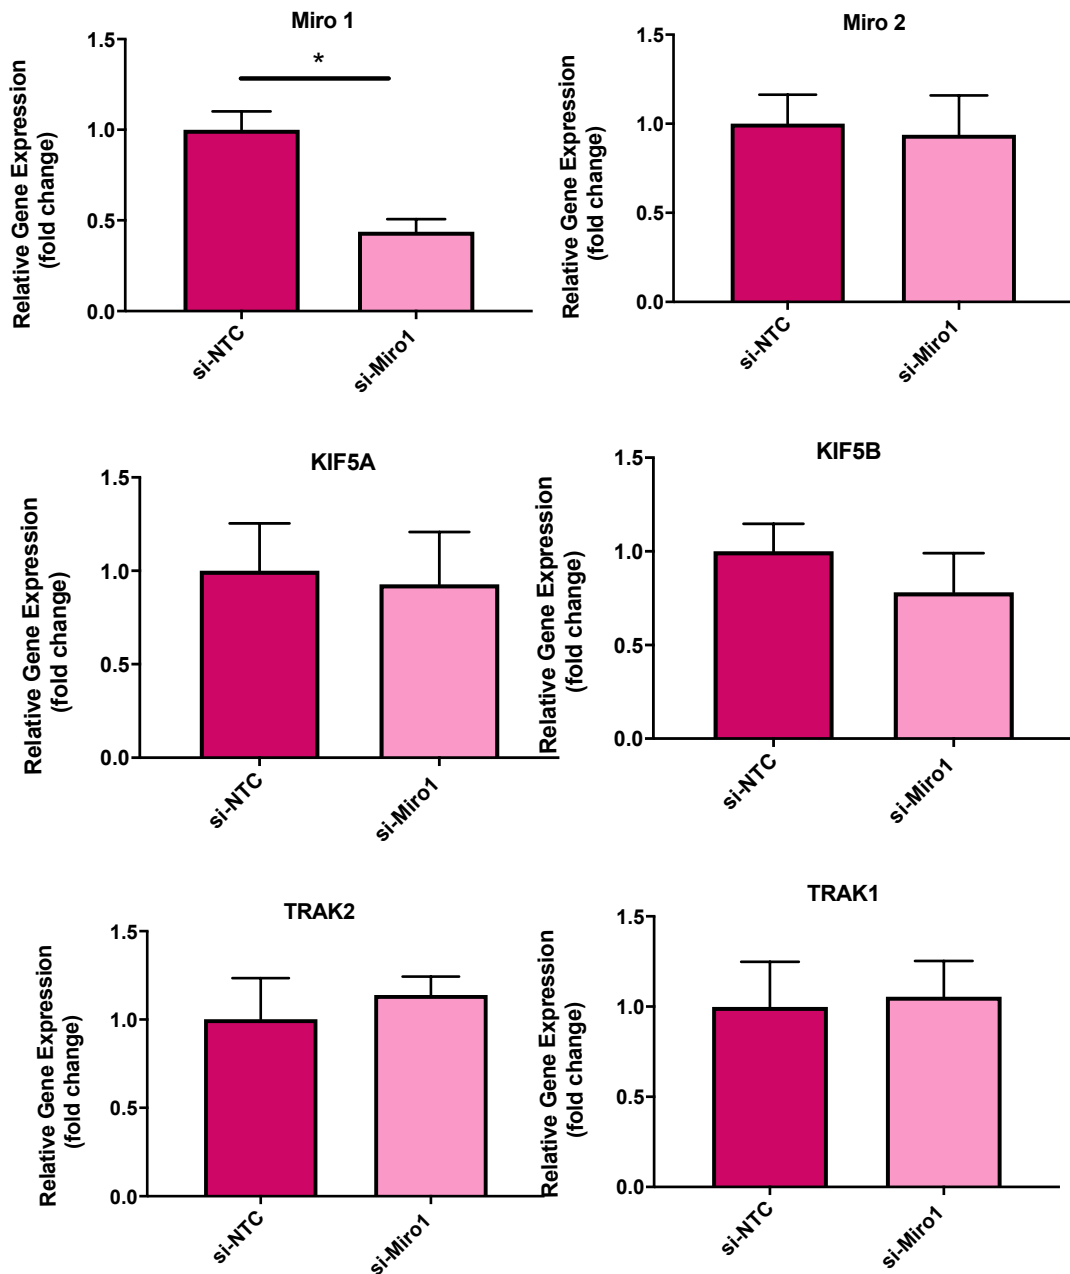 Miro 1
Relative Gene Expression
(fold change)
1.5
1.0
0.5
0.0
*
si-NTC
si-Miro1
Miro 2
Relative Gene Expression
(fold change)
1.5
1.0
0.5
0.0
si-NTC
si-Miro1
KIF5A
Relative Gene Expression
(fold change)
1.5
1.0
0.5
0.0
si-NTC
si-Miro1
KIF5B
Relative Gene Expression
(fold change)
1.5
1.0
0.5
0.0
si-NTC
si-Miro1
TRAK2
Relative Gene Expression
(fold change)
1.5
1.0
0.5
0.0
si-NTC
si-Miro1
TRAK1
Relative Gene Expression
(fold change)
1.5
1.0
0.5
0.0
si-NTC
si-Miro1